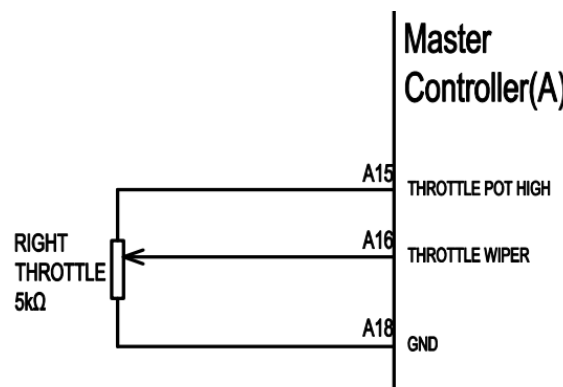 Master
Controller(A)
A15
THROTTLE POT HIGH
A16
THROTTLE WIPER
RIGHT
THROTTLE
5kΩ
A18
GND